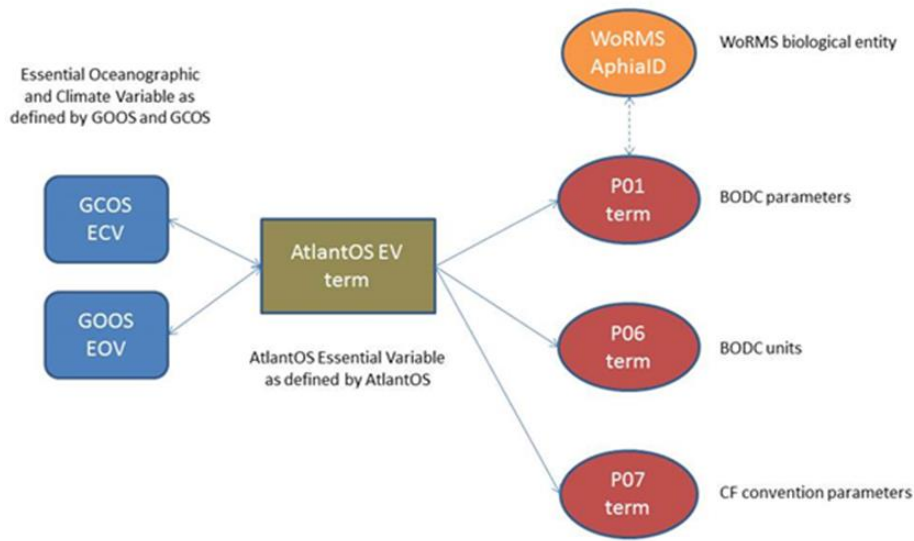 Essential Oceanographic
and Climate Variable as
defined by GOOS and GCOS
GCOS
ECV
GOOS
EOV
AtlantOS EV
term
AtlantOS Essential Variable
as defined by AtlantOS
WoRMS
AphiaID
WoRMS biological entity
P01
term
BODC parameters
P06
term
BODC units
P07
term
CF convention parameters